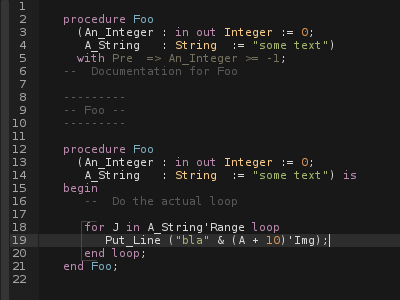 1
2 procedure Foo
3 (An_Integer : in out Integer := 0;
4 A_String   : String  := "some text")
5 with Pre  => An_Integer >= -1;
6 --  Documentation for Foo
7
8 ---------
9 -- Foo --
10 ---------
11
12 procedure Foo
13 (An_Integer : in out Integer := 0;
14 A_String   : String  := "some text") is
15 begin
16 --  Do the actual loop
17
18 for J in A_String'Range loop
19 Put_Line ("bla" & (A + 10)'Img);
20 end loop;
21 end Foo;
22